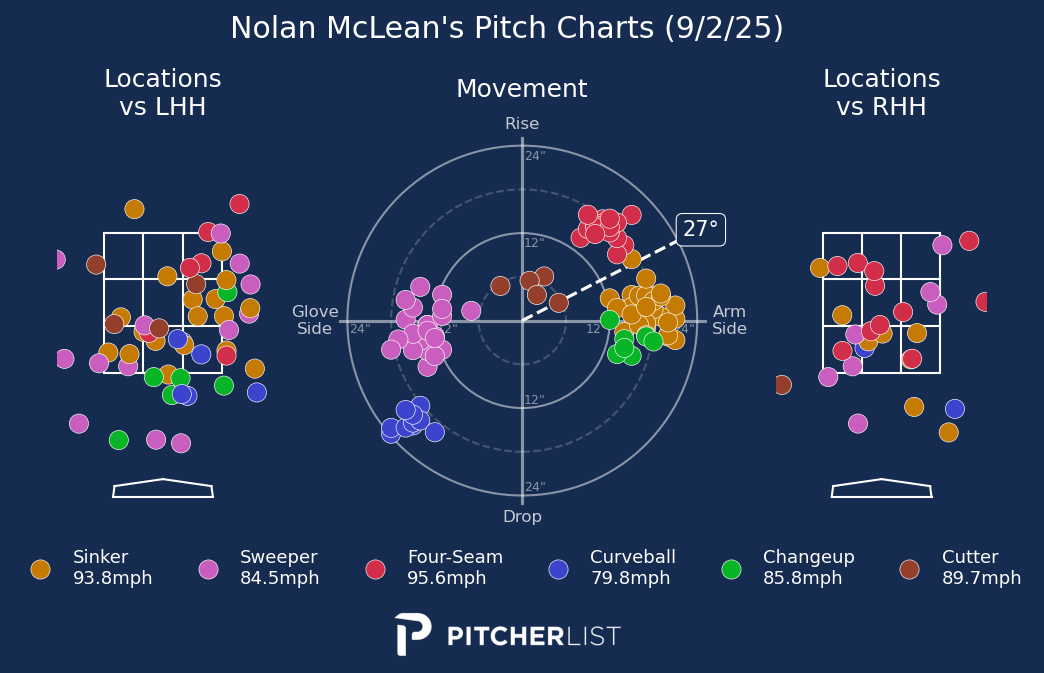 Nolan McLean's Pitch Charts (9/2/25)
Locations
vs LHH
Movement
Locations
vs RHH
Rise
24"
12"
27°
Glove
Side
24"
2"
12
4"
Arm
Side
12"
24"
Drop
Sinker
93.8mph
Sweeper
84.5mph
Four-Seam
95.6mph
Curveball
79.8mph
Changeup
85.8mph
Cutter
89.7mph
PITCHERLIST